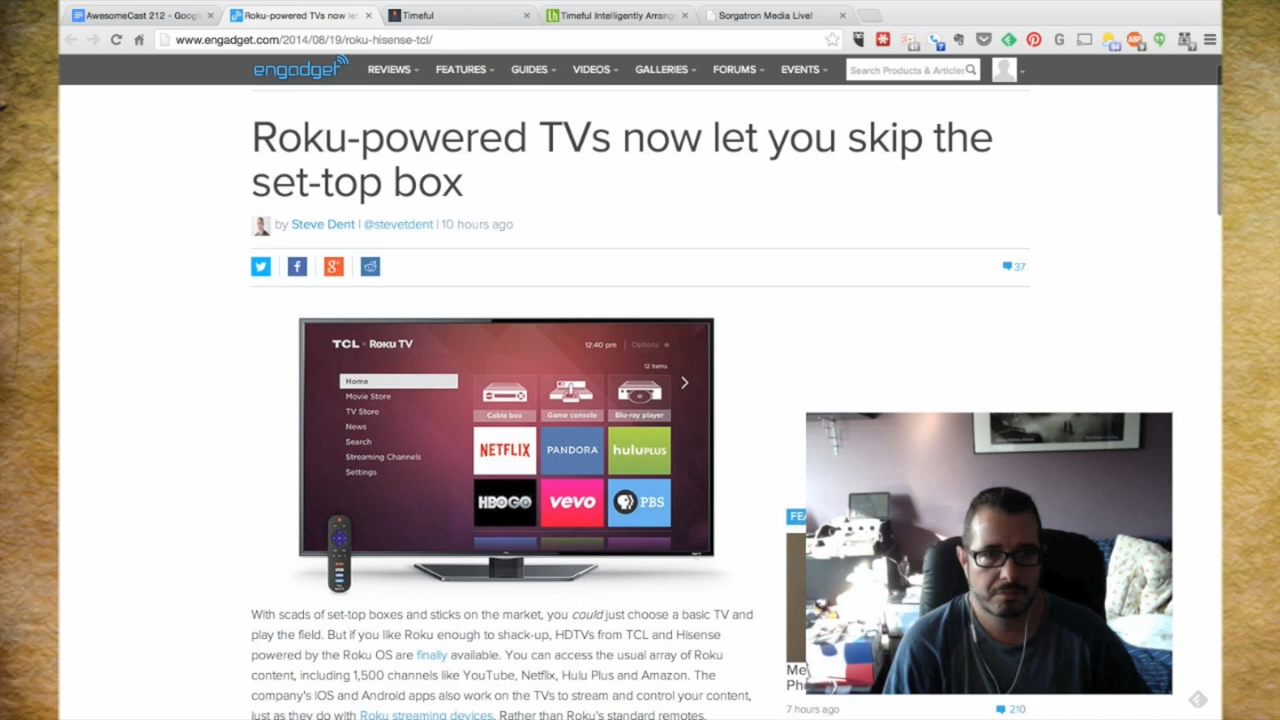 AwesomeCast 212 - Googl
Roku-powered TVs now let
Timeful
Timeful Intelligently Arrang
Sorgatron Media Live!
www.engadget.com/2014/08/19/roku-hisense-tcl/
engadget
REVIEWS
FEATURES
GUIDES
VIDEOS
GALLERIES
FORUMS
EVENTS
Search Products & Articles
Roku-powered TVs now let you skip the
set-top box
by Steve Dent | @stevetdent | 10 hours ago
37
TCL · Roku TV
12:40 pm | Options
12 items
Home
Movie Store
TV Store
News
Search
Streaming Channels
Settings
Cable box
Game console
Blu-ray player
NETFLIX
PANDORA
huluPLUS
HBO GO
vevo
PBS
With scads of set-top boxes and sticks on the market, you could just choose a basic TV and
play the field. But if you like Roku enough to shack-up, HDTVs from TCL and Hisense
powered by the Roku OS are finally available. You can access the usual array of Roku
content, including 1,500 channels like YouTube, Netflix, Hulu Plus and Amazon. The
company's iOS and Android apps also work on the TVs to stream and control your content,
just as they do with Roku streaming devices. Rather than Roku's standard remotes,
FEA
Me
Pho
7 hours ago
210